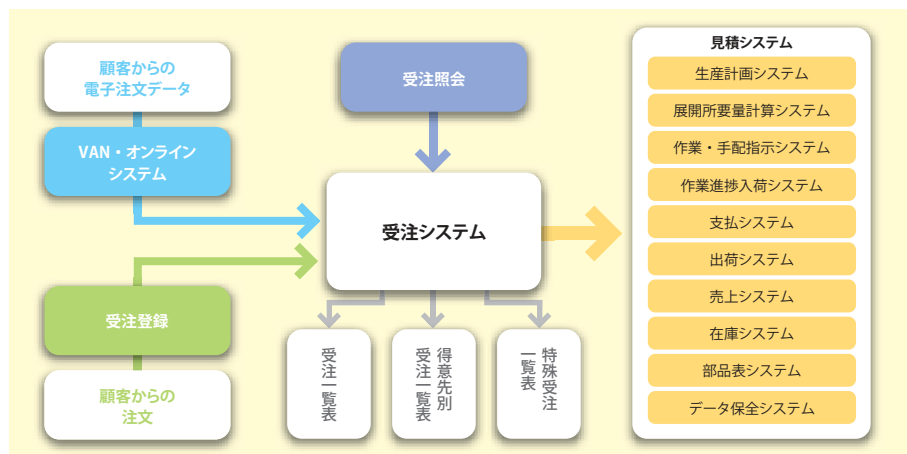 顧客からの
電子注文データ
VAN・オンライン
システム
受注登録
顧客からの
注文
受注照会
受注システム
受注一覧表
得意先別
受注一覧表
特殊受注
一覧表
見積システム
生産計画システム
展開所要量計算システム
作業・手配指示システム
作業進捗入荷システム
支払システム
出荷システム
売上システム
在庫システム
部品表システム
データ保全システム